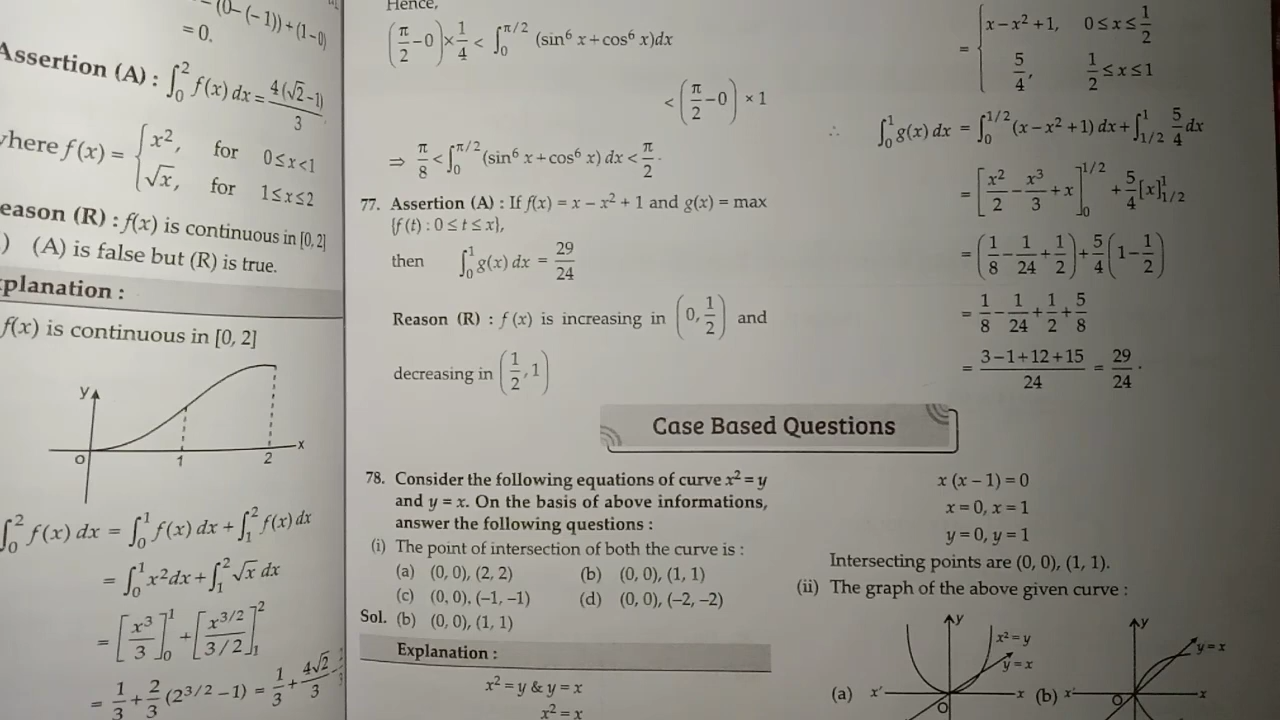 −(0−(−1))+(1−0)
= 0.
Assertion (A) : ∫₀² f(x) dx = 4(√2−1)/3
where f(x) = { x², for 0≤x<1
√x, for 1≤x≤2
eason (R) : f(x) is continuous in [0, 2]
) (A) is false but (R) is true.
planation :
f(x) is continuous in [0, 2]
y
O 1 2 x
∫₀² f(x) dx = ∫₀¹ f(x) dx + ∫₁² f(x) dx
= ∫₀¹ x² dx + ∫₁² √x dx
= [x³/3]₀¹ + [x^(3/2)/(3/2)]₁²
= 1/3 + 2/3 (2^(3/2) −1) = 1/3 + 4√2/3 −
Hence,
(π/2 −0) × 1/4 < ∫₀^(π/2) (sin⁶ x + cos⁶ x)dx
< (π/2 −0) × 1
⇒ π/8 < ∫₀^(π/2) (sin⁶ x + cos⁶ x) dx < π/2.
77. Assertion (A) : If f(x) = x – x² + 1 and g(x) = max
{f(t) : 0 ≤ t ≤ x},
then ∫₀¹ g(x) dx = 29/24
Reason (R) : f (x) is increasing in (0, 1/2) and
decreasing in (1/2, 1)
= { x−x²+1, 0≤x≤1/2
5/4, 1/2≤x≤1
∴ ∫₀¹ g(x) dx = ∫₀^(1/2) (x−x²+1) dx + ∫_(1/2)^1 5/4 dx
= [x²/2 − x³/3 + x]₀^(1/2) + 5/4 [x]_(1/2)^1
= (1/8 − 1/24 + 1/2) + 5/4 (1 − 1/2)
= 1/8 − 1/24 + 1/2 + 5/8
= (3−1+12+15)/24 = 29/24.
Case Based Questions
78. Consider the following equations of curve x² = y
and y = x. On the basis of above informations,
answer the following questions :
(i) The point of intersection of both the curve is :
(a) (0, 0), (2, 2) (b) (0, 0), (1, 1)
(c) (0, 0), (–1, –1) (d) (0, 0), (–2, –2)
Sol. (b) (0, 0), (1, 1)
Explanation :
x² = y & y = x
x² = x
x (x – 1) = 0
x = 0, x = 1
y = 0, y = 1
Intersecting points are (0, 0), (1, 1).
(ii) The graph of the above given curve :
(a) x' O x y x² = y y = x
(b) x' O x y y = x